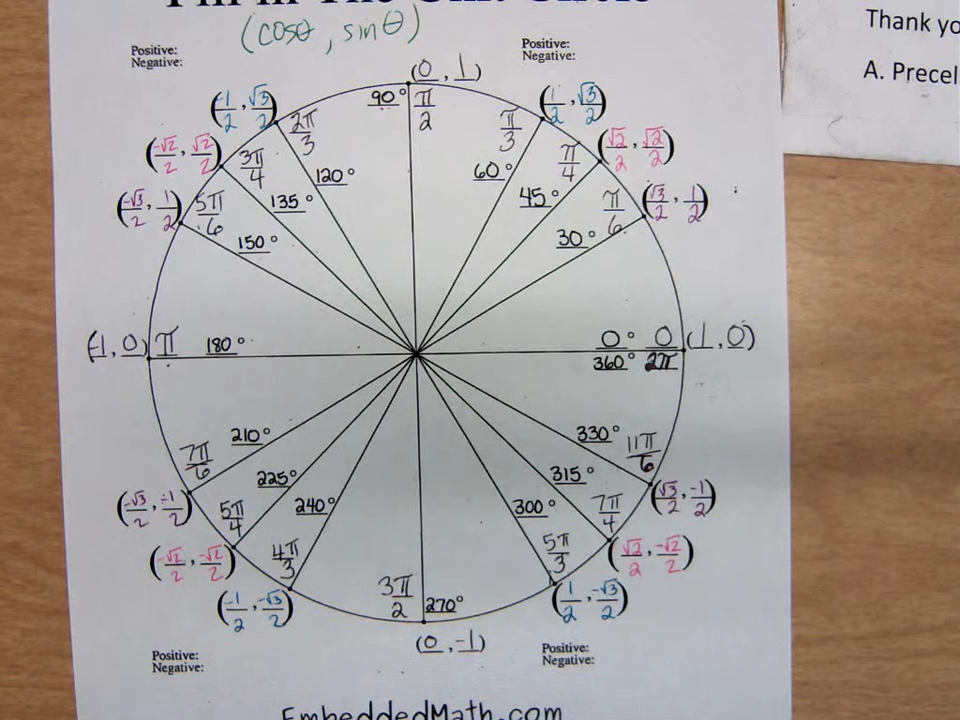 Fill In The Unit Circle
(cosθ, sinθ)
Thank yo
A. Precel
Positive:
Negative:
Positive:
Negative:
(0, 1)
90° π/2
(-1/2, √3/2) 2π/3 120°
(1/2, √3/2) π/3 60°
(-√2/2, √2/2) 3π/4 135°
(√2/2, √2/2) π/4 45°
(-√3/2, 1/2) 5π/6 150°
(√3/2, 1/2) π/6 30°
(-1, 0) π 180°
0° 0 (1, 0)
360° 2π
210° 7π/6 (-√3/2, -1/2)
330° 11π/6 (√3/2, -1/2)
225° 5π/4 (-√2/2, -√2/2)
315° 7π/4 (√2/2, -√2/2)
240° 4π/3 (-1/2, -√3/2)
300° 5π/3 (1/2, -√3/2)
3π/2 270°
(0, -1)
Positive:
Negative:
Positive:
Negative:
EmbeddedMath.com